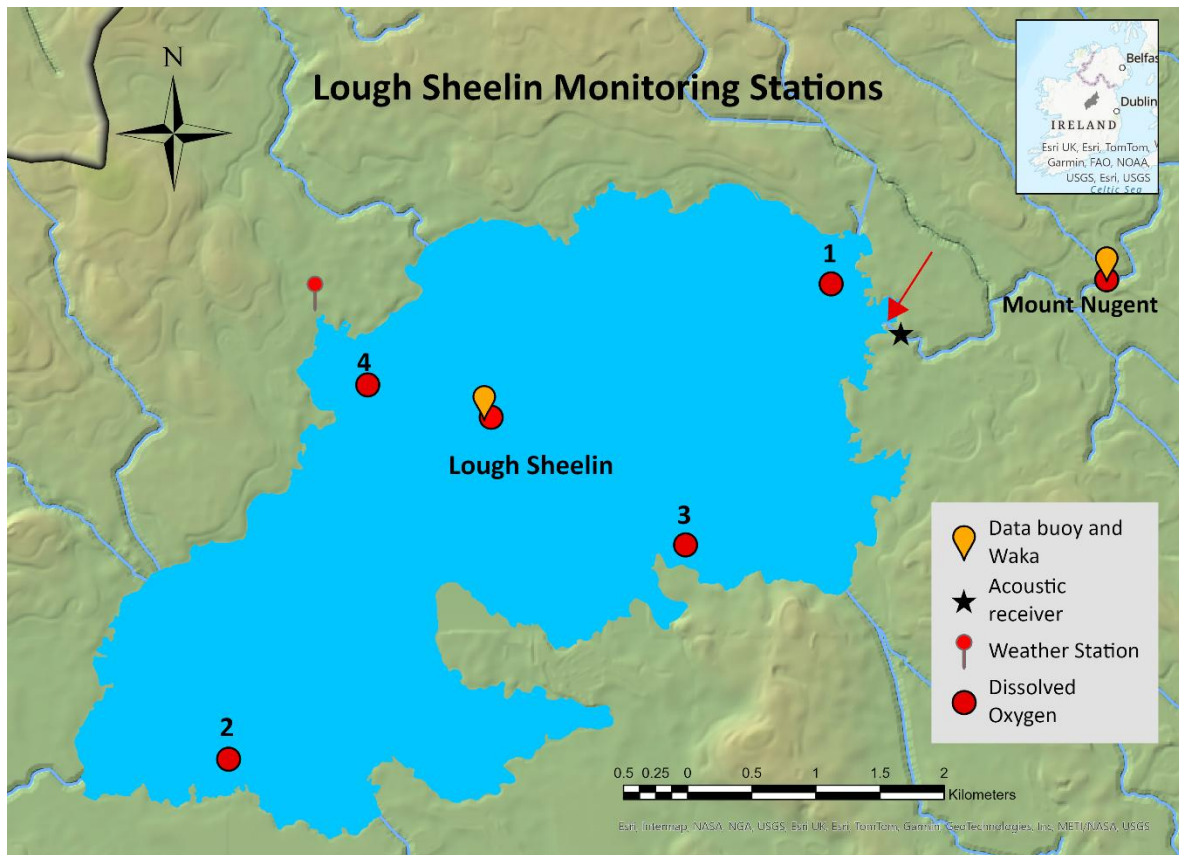 N
Lough Sheelin Monitoring Stations
Belfas
Dublin
IRELAND
Esri UK, Esri, TomTom,
Garmin, FAO, NOAA,
USGS, Esri, USGS
Celtic Sea
1
Mount Nugent
4
Lough Sheelin
3
2
Data buoy and
Waka
Acoustic
receiver
Weather Station
Dissolved
Oxygen
0.5 0.25 0 0.5 1 1.5 2
Kilometers
Esri, Intermap, NASA, NGA, USGS, Esri UK, Esri, TomTom, Garmin, GeoTechnologies, Inc, METI/NASA, USGS